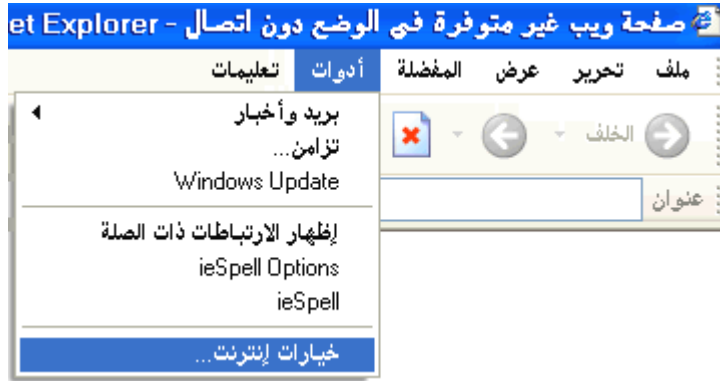 صفحة ويب غير متوفرة في الوضع دون اتصال - et Explorer
ملف تحرير عرض المفضلة أدوات تعليمات
الخلف
عنوان
بريد وأخبار
تزامن...
Windows Update
إظهار الارتباطات ذات الصلة
ieSpell Options
ieSpell
خيارات إنترنت...